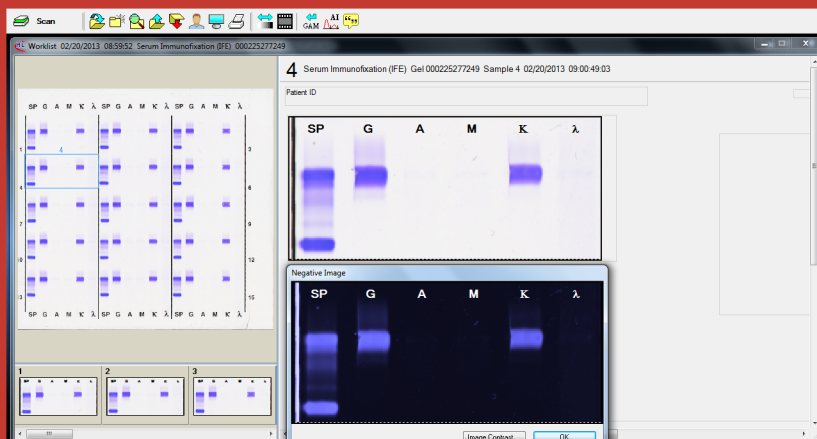 Scan
GAM
AI
Worklist 02/20/2013 08:59:52 Serum Immunofixation (IFE) 000225277249
4 Serum Immunofixation (IFE) Gel 000225277249 Sample 4 02/20/2013 09:00:49:03
Patient ID
SP G A M K λ SP G A M K λ SP G A M K λ
1 3
4
4 6
7 9
12
15
SP G A M K λ SP G A M K λ SP G A M K λ
SP G A M K λ
Negative Image
SP G A M K λ
1 2 3
Image Contrast... OK